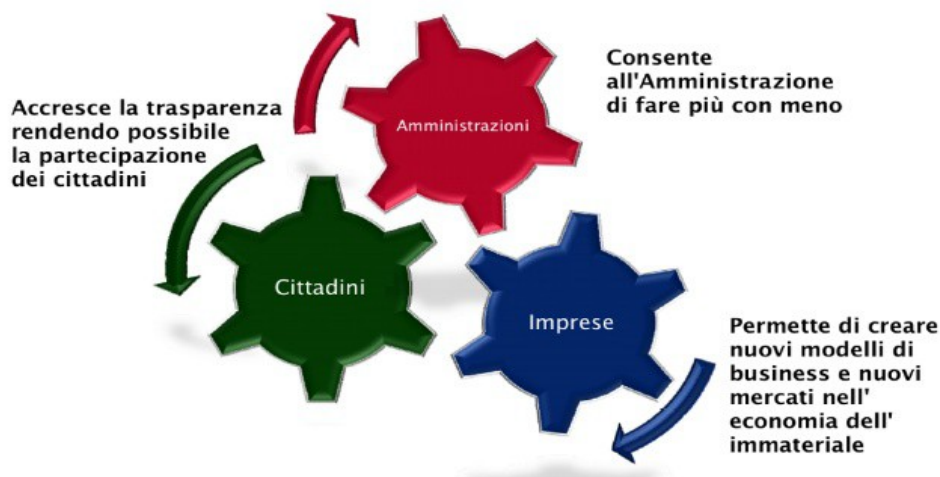 Consente
all'Amministrazione
di fare più con meno
Accresce la trasparenza
rendendo possibile
la partecipazione
dei cittadini
Amministrazioni
Cittadini
Imprese
Permette di creare
nuovi modelli di
business e nuovi
mercati nell'
economia dell'
immateriale